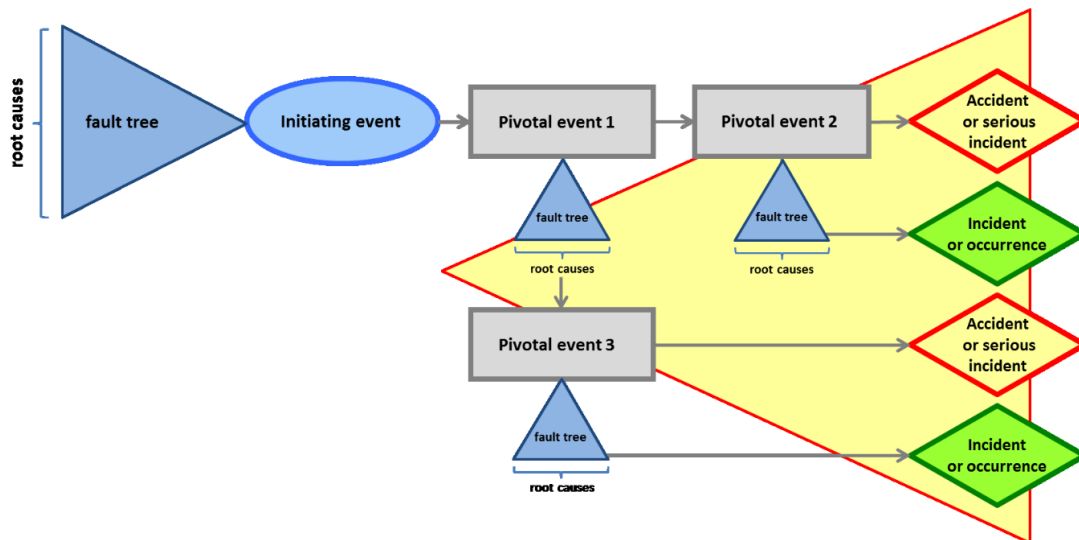 root causes
fault tree
Initiating event
Pivotal event 1
Pivotal event 2
Accident
or serious
incident
fault tree
root causes
fault tree
root causes
Incident
or occurrence
Pivotal event 3
Accident
or serious
incident
fault tree
root causes
Incident
or occurrence